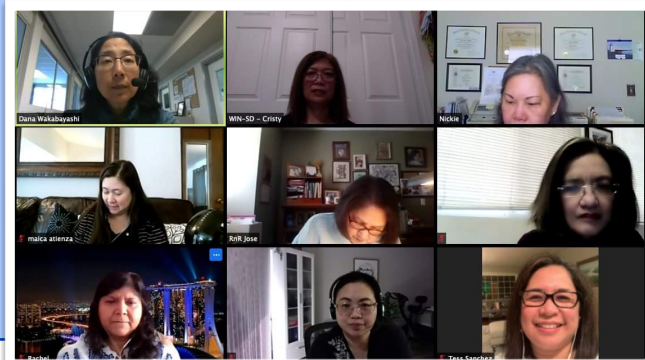 Dana Wakabayashi
WIN-SD - Cristy
Nickie
maica atienza
RnR Jose
Rachel
Tess Sanchez